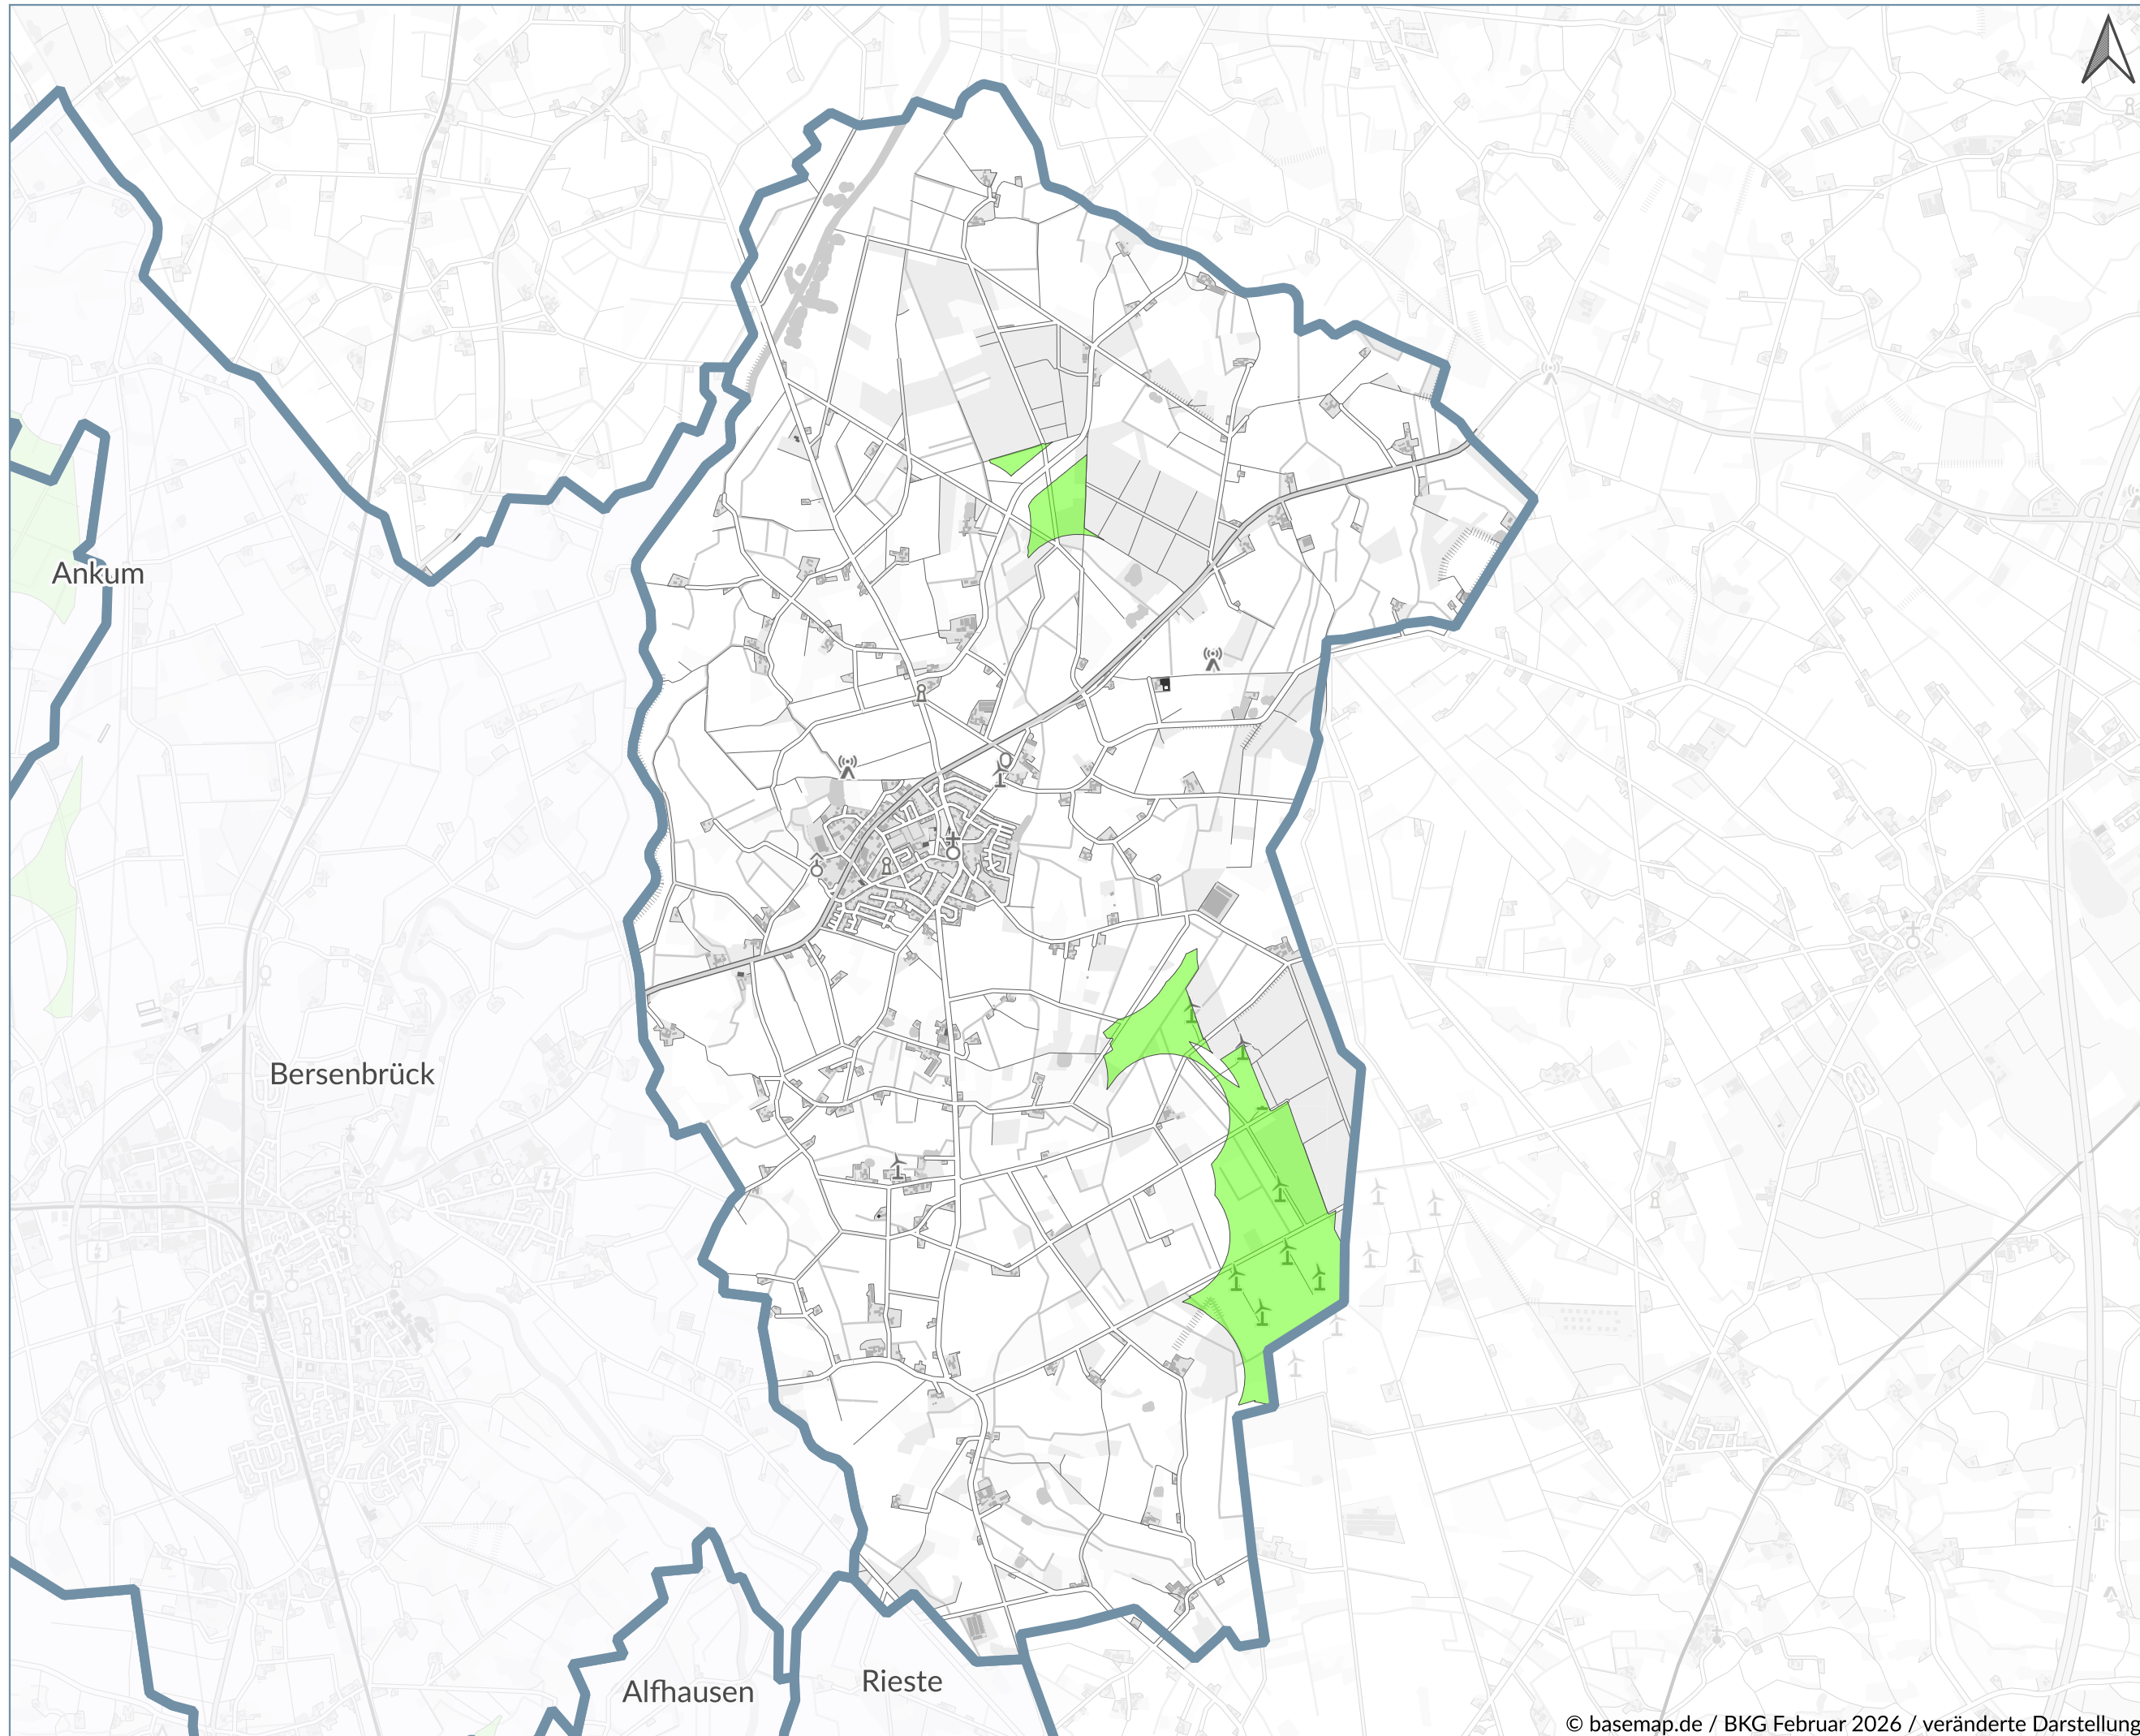 Ankum
Bersenbrück
Rieste
Alfhausen
© basemap.de / BKG Februar 2026 / veränderte Darstellung